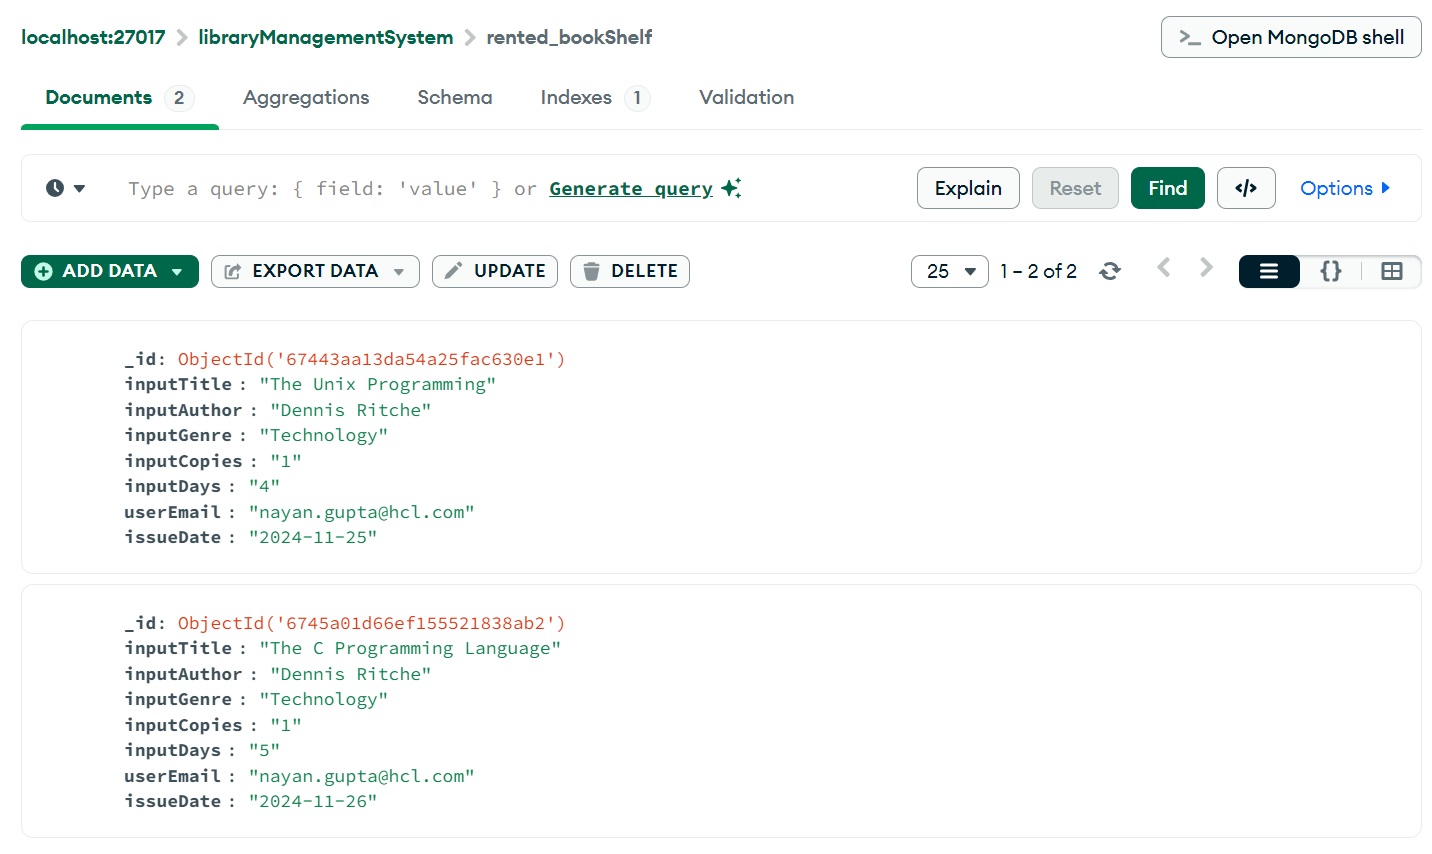 localhost:27017 > libraryManagementSystem > rented_bookShelf
>_ Open MongoDB shell
Documents 2 Aggregations Schema Indexes 1 Validation
Type a query: { field: 'value' } or Generate query
Explain Reset Find </> Options
ADD DATA EXPORT DATA UPDATE DELETE
25 1 – 2 of 2 {}
_id: ObjectId('67443aa13da54a25fac630e1')
inputTitle : "The Unix Programming"
inputAuthor : "Dennis Ritche"
inputGenre : "Technology"
inputCopies : "1"
inputDays : "4"
userEmail : "nayan.gupta@hcl.com"
issueDate : "2024-11-25"
_id: ObjectId('6745a01d66ef155521838ab2')
inputTitle : "The C Programming Language"
inputAuthor : "Dennis Ritche"
inputGenre : "Technology"
inputCopies : "1"
inputDays : "5"
userEmail : "nayan.gupta@hcl.com"
issueDate : "2024-11-26"